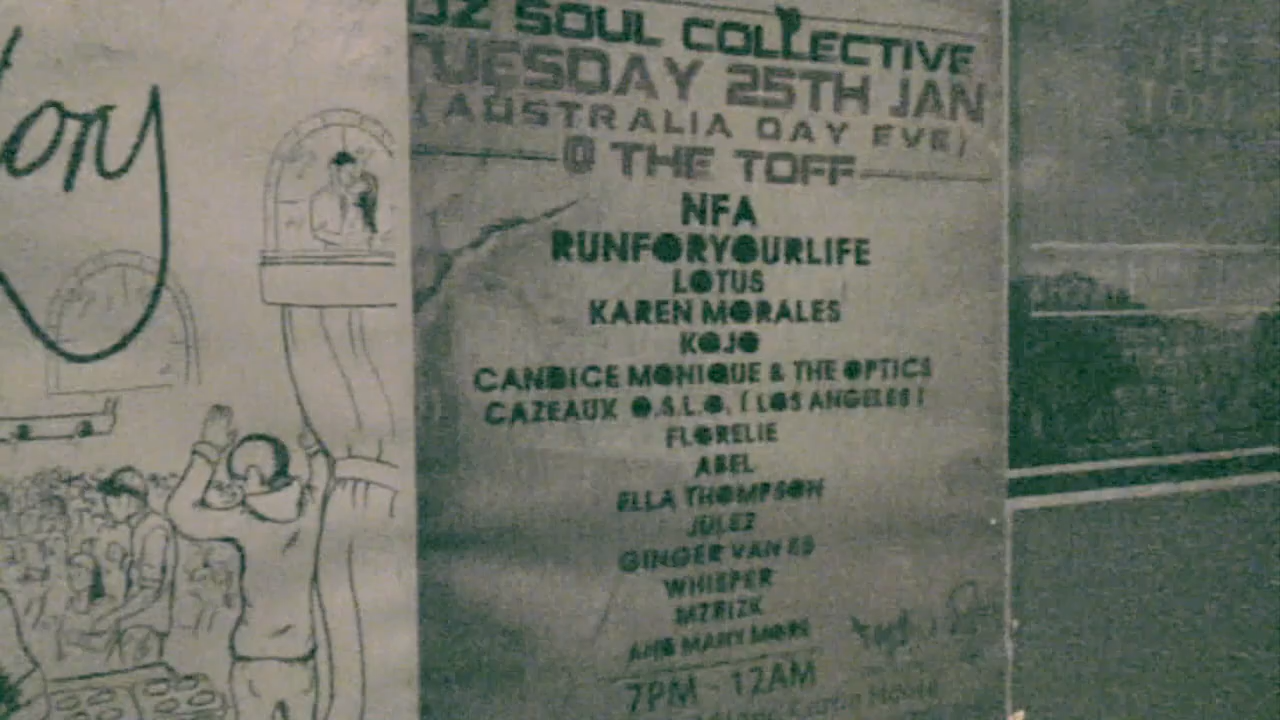 OZ SOUL COLLECTIVE
TUESDAY 25TH JAN
(AUSTRALIA DAY EVE)
@ THE TOFF
NFA
RUNFORYOURLIFE
LOTUS
KAREN MORALES
KOJO
CANDICE MONIQUE & THE OPTICS
CAZEAUX O.S.L.O. (LOS ANGELES)
FLORELIE
ABEL
ELLA THOMPSON
JULEZ
GINGER VAN ES
WHISPER
MZRIZK
AND MANY MORE
7PM - 12AM